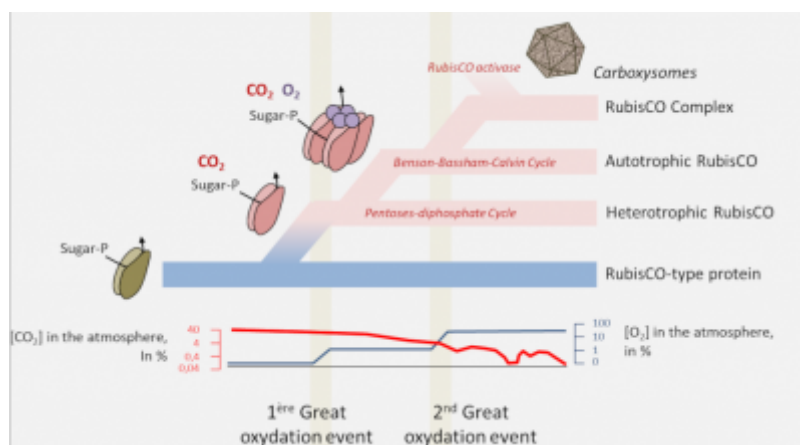 RubisCO activase
Carboxysomes
CO₂ O₂
Sugar-P
RubisCO Complex
CO₂
Sugar-P
Benson-Bassham-Calvin Cycle
Autotrophic RubisCO
Pentoses-diphosphate Cycle
Heterotrophic RubisCO
Sugar-P
RubisCO-type protein
[CO₂] in the atmosphere,
In %
40
4
0,4
0,04
100
10
1
0
[O₂] in the atmosphere,
in %
1ère Great
oxydation event
2nd Great
oxydation event